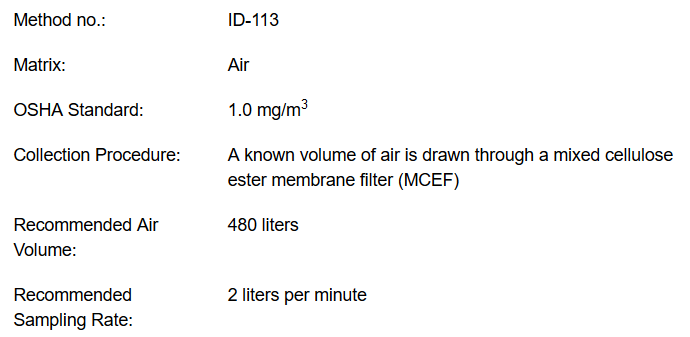 Method no.: ID-113
Matrix: Air
OSHA Standard: 1.0 mg/m³
Collection Procedure: A known volume of air is drawn through a mixed cellulose
ester membrane filter (MCEF)
Recommended Air 480 liters
Volume:
Recommended 2 liters per minute
Sampling Rate: